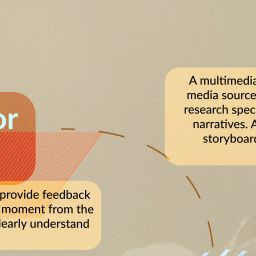 or
A multimedia
media source
research spec
narratives. A
storyboard
provide feedback
moment from the
learly understand